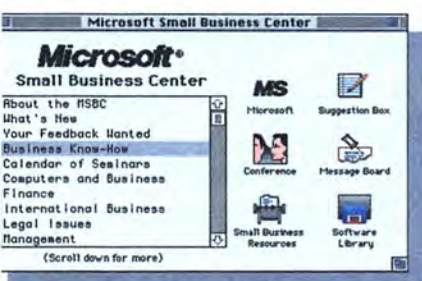 Microsoft Small Business Center
Microsoft®
Small Business Center
About the MSBC
What's New
Your Feedback Wanted
Business Know-How
Calendar of Seminars
Computers and Business
Finance
International Business
Legal Issues
Management
(Scroll down for more)
MS
Microsoft
Suggestion Box
Conference
Message Board
Small Business
Resources
Software
Library